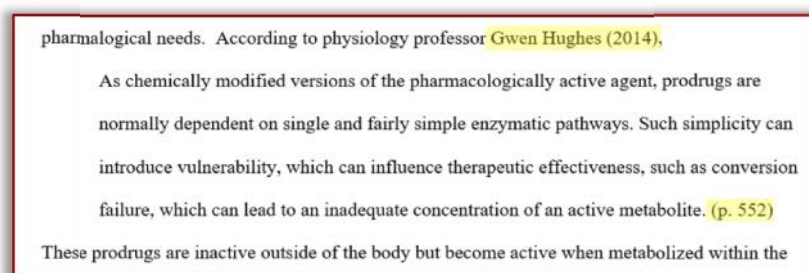 pharmalogical needs.  According to physiology professor Gwen Hughes (2014),
As chemically modified versions of the pharmacologically active agent, prodrugs are
normally dependent on single and fairly simple enzymatic pathways. Such simplicity can
introduce vulnerability, which can influence therapeutic effectiveness, such as conversion
failure, which can lead to an inadequate concentration of an active metabolite. (p. 552)
These prodrugs are inactive outside of the body but become active when metabolized within the